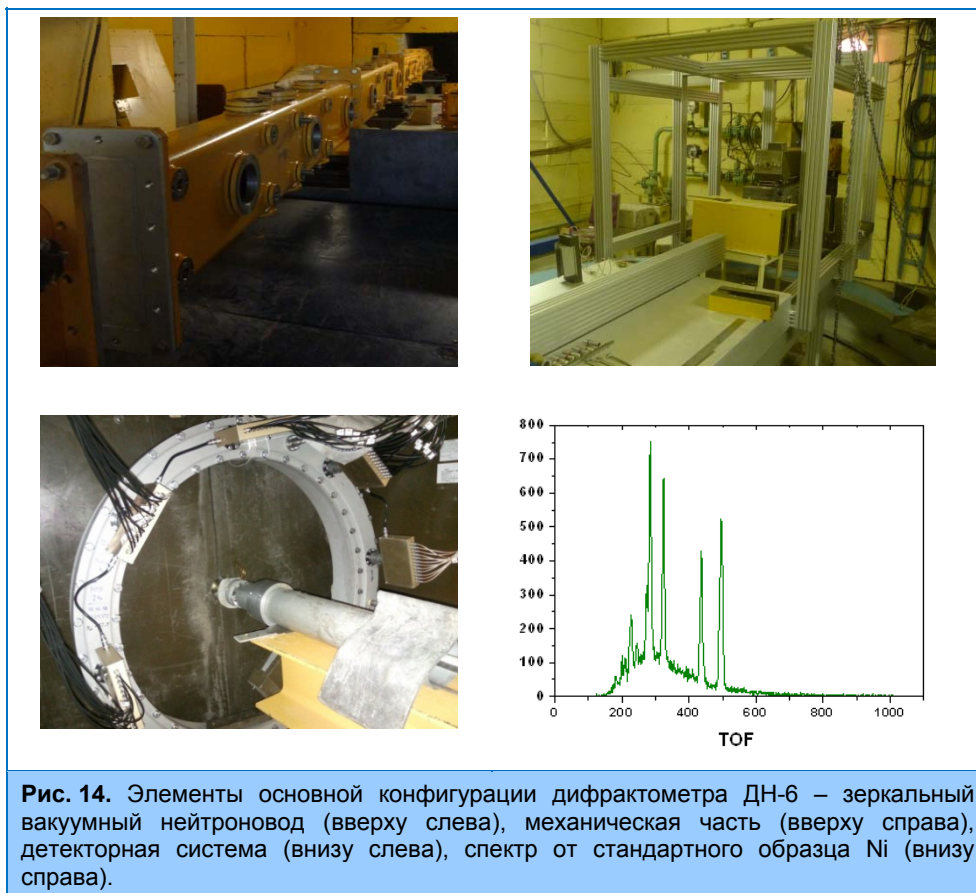 800
700
600
500
400
300
200
100
0
0 200 400 600 800 1000
TOF
Рис. 14. Элементы основной конфигурации дифрактометра ДН-6 – зеркальный
вакуумный нейтроновод (вверху слева), механическая часть (вверху справа),
детекторная система (внизу слева), спектр от стандартного образца Ni (внизу
справа).